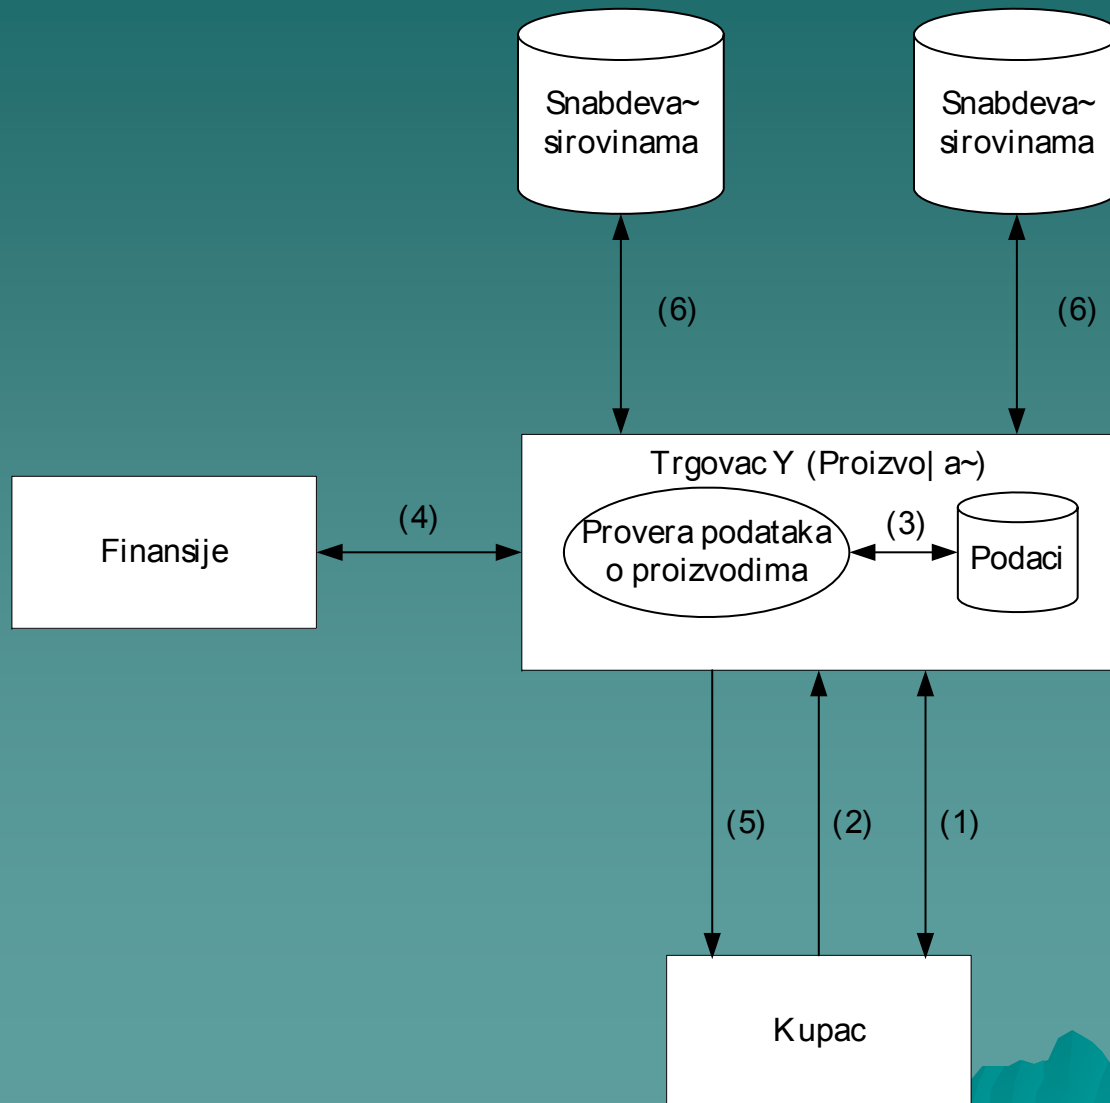 Snabdeva~
sirovinama
Snabdeva~
sirovinama
(6)
(6)
Trgovac Y (Proizvo| a~)
Finansije
(4)
Provera podataka
o proizvodima
(3)
Podaci
(5)
(2)
(1)
Kupac